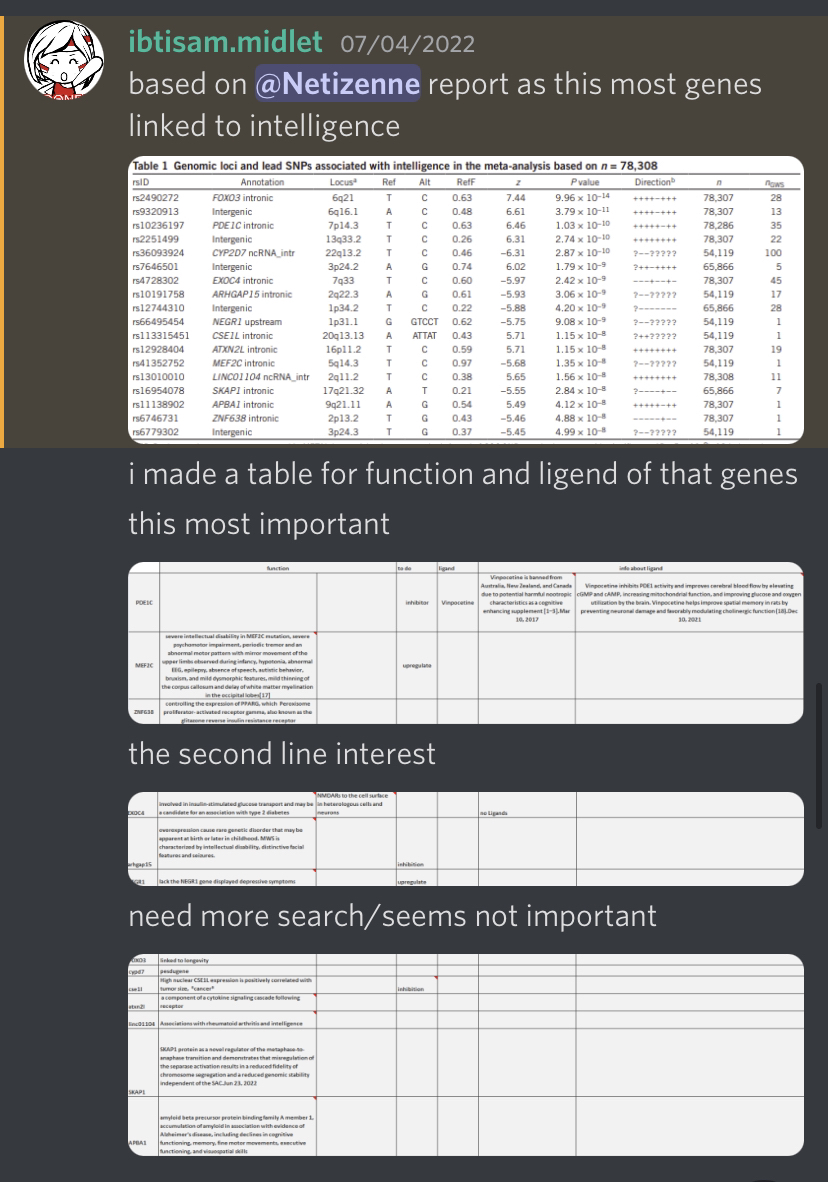 ibtisam.midlet 07/04/2022
based on @Netizenne report as this most genes
linked to intelligence
Table 1 Genomic loci and lead SNPs associated with intelligence in the meta-analysis based on n = 78,308
rsID Annotation Locusᵃ Ref Alt RefF z P value Directionᵇ n nGWS
rs2490272 FOXO3 intronic 6q21 T C 0.63 7.44 9.96 × 10⁻¹⁴ ++++−+++ 78,307 28
rs9320913 Intergenic 6q16.1 A C 0.48 6.61 3.79 × 10⁻¹¹ ++++−+++ 78,307 13
rs10236197 PDE1C intronic 7p14.3 T C 0.63 6.46 1.03 × 10⁻¹⁰ +++++−++ 78,286 35
rs2251499 Intergenic 13q33.2 T C 0.26 6.31 2.74 × 10⁻¹⁰ ++++++++ 78,307 22
rs36093924 CYP2D7 ncRNA_intr 22q13.2 T C 0.46 −6.31 2.87 × 10⁻¹⁰ ?−−????? 54,119 100
rs7646501 Intergenic 3p24.2 A G 0.74 6.02 1.79 × 10⁻⁹ ?++−++++ 65,866 5
rs4728302 EXOC4 intronic 7q33 T C 0.60 −5.97 2.42 × 10⁻⁹ −−−+−−+− 78,307 45
rs10191758 ARHGAP15 intronic 2q22.3 A G 0.61 −5.93 3.06 × 10⁻⁹ ?−−????? 54,119 17
rs12744310 Intergenic 1p34.2 T C 0.22 −5.88 4.20 × 10⁻⁹ ?−−−−−−− 65,866 28
rs66495454 NEGR1 upstream 1p31.1 G GTCCT 0.62 −5.75 9.08 × 10⁻⁹ ?−−????? 54,119 1
rs113315451 CSE1L intronic 20q13.13 A ATTAT 0.43 5.71 1.15 × 10⁻⁸ ?++????? 54,119 1
rs12928404 ATXN2L intronic 16p11.2 T C 0.59 5.71 1.15 × 10⁻⁸ ++++++++ 78,307 19
rs41352752 MEF2C intronic 5q14.3 T C 0.97 −5.68 1.35 × 10⁻⁸ ?−−????? 54,119 1
rs13010010 LINC01104 ncRNA_intr 2q11.2 T C 0.38 5.65 1.56 × 10⁻⁸ ++++++++ 78,308 11
rs16954078 SKAP1 intronic 17q21.32 A T 0.21 −5.55 2.84 × 10⁻⁸ ?−−−−+−− 65,866 7
rs11138902 APBA1 intronic 9q21.11 A G 0.54 5.49 4.12 × 10⁻⁸ +++++−++ 78,307 1
rs6746731 ZNF638 intronic 2p13.2 T G 0.43 −5.46 4.88 × 10⁻⁸ −−−−−+−− 78,307 1
rs6779302 Intergenic 3p24.3 T G 0.37 −5.45 4.99 × 10⁻⁸ ?−−????? 54,119 1
i made a table for function and ligend of that genes
this most important
function to do ligand info about ligand
PDE1C inhibitor Vinpocetine
Vinpocetine is banned from
Australia, New Zealand, and Canada
due to potential harmful nootropic
characteristics as a cognitive
enhancing supplement [1–3].Mar
10, 2017
Vinpocetine inhibits PDE1 activity and improves cerebral blood flow by elevating
cGMP and cAMP, increasing mitochondrial function, and improving glucose and oxygen
utilization by the brain. Vinpocetine helps improve spatial memory in rats by
preventing neuronal damage and favorably modulating cholinergic function [18].Dec
10, 2021
MEF2C
severe intellectual disability in MEF2C mutation, severe
psychomotor impairment, periodic tremor and an
abnormal motor pattern with mirror movement of the
upper limbs observed during infancy, hypotonia, abnormal
EEG, epilepsy, absence of speech, autistic behavior,
bruxism, and mild dysmorphic features, mild thinning of
the corpus callosum and delay of white matter myelination
in the occipital lobes[17]
upregulate
ZNF638
controlling the expression of PPARG, which Peroxisome
proliferator-activated receptor gamma, also known as the
glitazone reverse insulin resistance receptor
the second line interest
EXOC4
involved in insulin-stimulated glucose transport and may be
a candidate for an association with type 2 diabetes
NMDARs to the cell surface
in heterologous cells and
neurons
no Ligands
arhgap15
overexpression cause rare genetic disorder that may be
apparent at birth or later in childhood. MWS is
characterized by intellectual disability, distinctive facial
features and seizures.
inhibition
lack the NEGR1 gene displayed depressive symptoms upregulate
need more search/seems not important
FOXO3 linked to longevity
cypd7 pesdugene
cse1l
High nuclear CSE1L expression is positively correlated with
tumor size. "cancer"
inhibition
atxn2l
a component of a cytokine signaling cascade following
receptor
linc01104 Associations with rheumatoid arthritis and intelligence
SKAP1 protein as a novel regulator of the metaphase-to-
anaphase transition and demonstrates that misregulation of
the separase activation results in a reduced fidelity of
chromosome segregation and a reduced genomic stability
independent of the SAC.Jun 23, 2022
SKAP1
amyloid beta precursor protein binding family A member 1,
accumulation of amyloid in association with evidence of
Alzheimer's disease, including declines in cognitive
functioning, memory, fine motor movements, executive
functioning, and visuospatial skills
APBA1